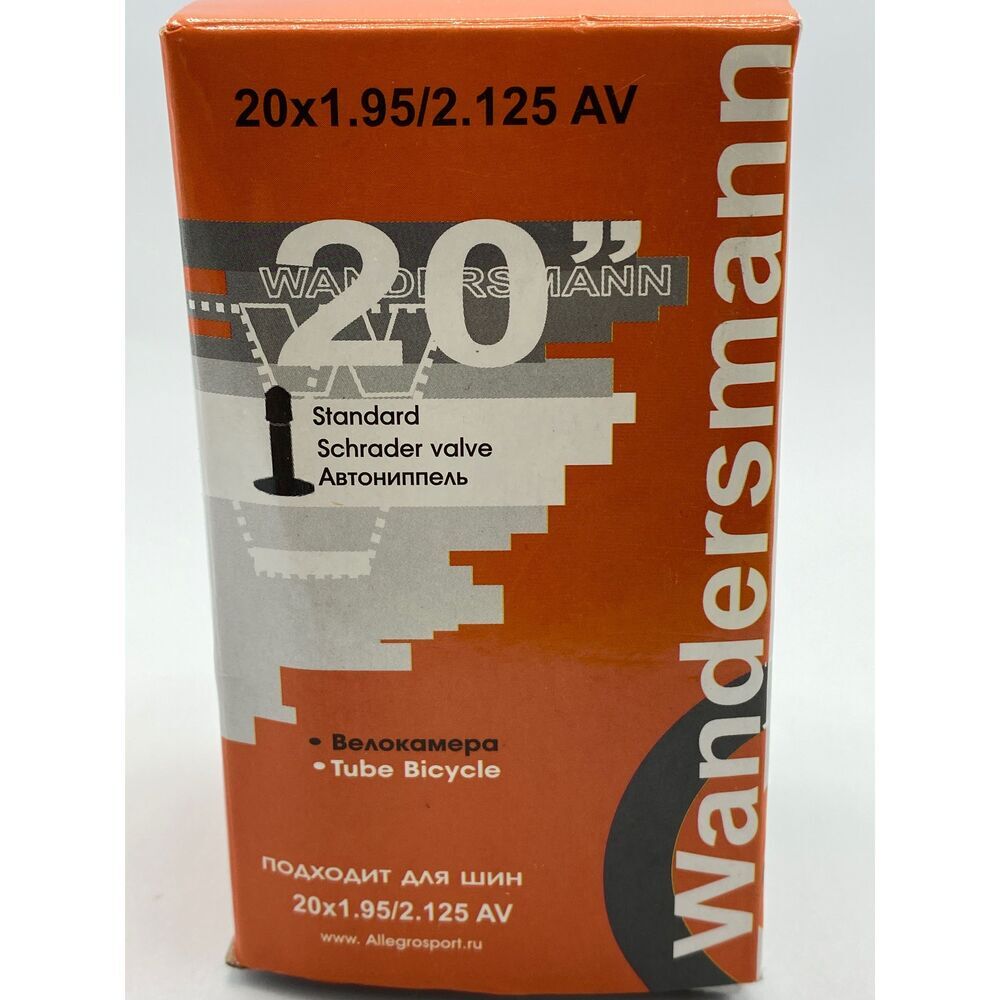 20x1.95/2.125 AV
20”
WANDERSMANN
Standard
Schrader valve
Автониппель
• Велокамера
• Tube Bicycle
ПОДХОДИТ ДЛЯ ШИН
20x1.95/2.125 AV
www. Allegrosport.ru
Wandersmann